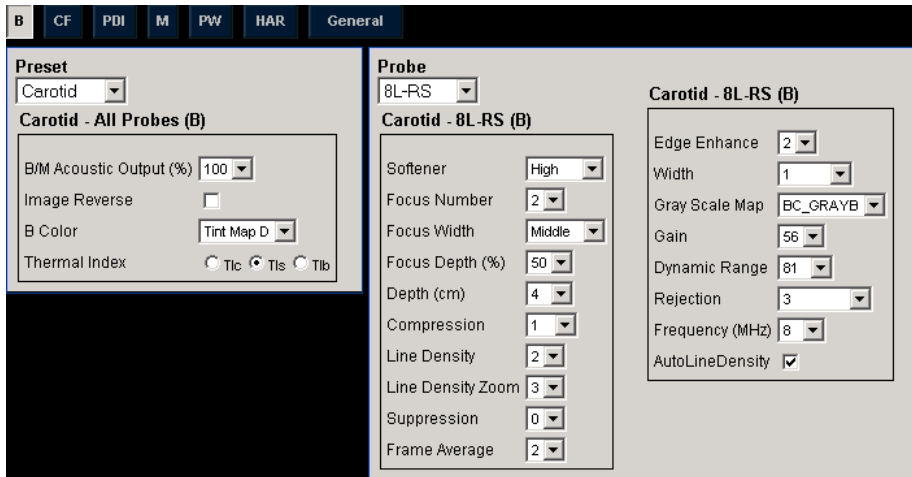 B CF PDI M PW HAR General
Preset
Carotid
Carotid - All Probes (B)
B/M Acoustic Output (%) 100
Image Reverse
B Color Tint Map D
Thermal Index TIc TIs TIb
Probe
8L-RS
Carotid - 8L-RS (B)
Softener High
Focus Number 2
Focus Width Middle
Focus Depth (%) 50
Depth (cm) 4
Compression 1
Line Density 2
Line Density Zoom 3
Suppression 0
Frame Average 2
Carotid - 8L-RS (B)
Edge Enhance 2
Width 1
Gray Scale Map BC_GRAYB
Gain 56
Dynamic Range 81
Rejection 3
Frequency (MHz) 8
AutoLineDensity